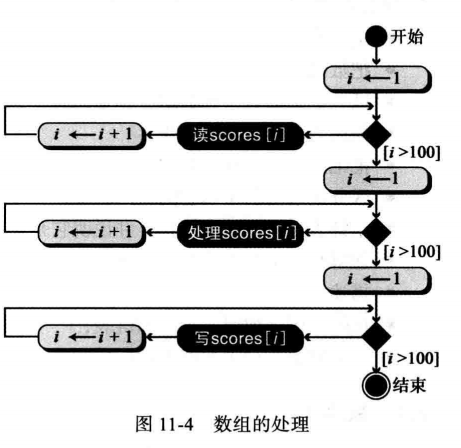 开始
i ←1
i ←i + 1 读scores [i]
[i >100]
i ←1
i ←i + 1 处理scores[i]
[i >100]
i ←1
i ←i + 1 写scores [i]
[i >100]
结束
图 11-4 数组的处理